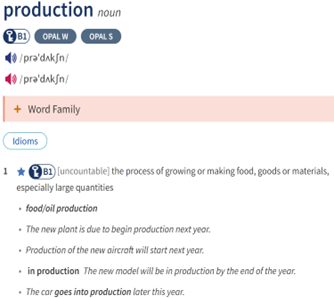 production noun
B1 OPAL W OPAL S
/prəˈdʌkʃn/
/prəˈdʌkʃn/
+ Word Family
Idioms
1 ★ B1 [uncountable] the process of growing or making food, goods or materials,
especially large quantities
• food/oil production
• The new plant is due to begin production next year.
• Production of the new aircraft will start next year.
• in production The new model will be in production by the end of the year.
• The car goes into production later this year.